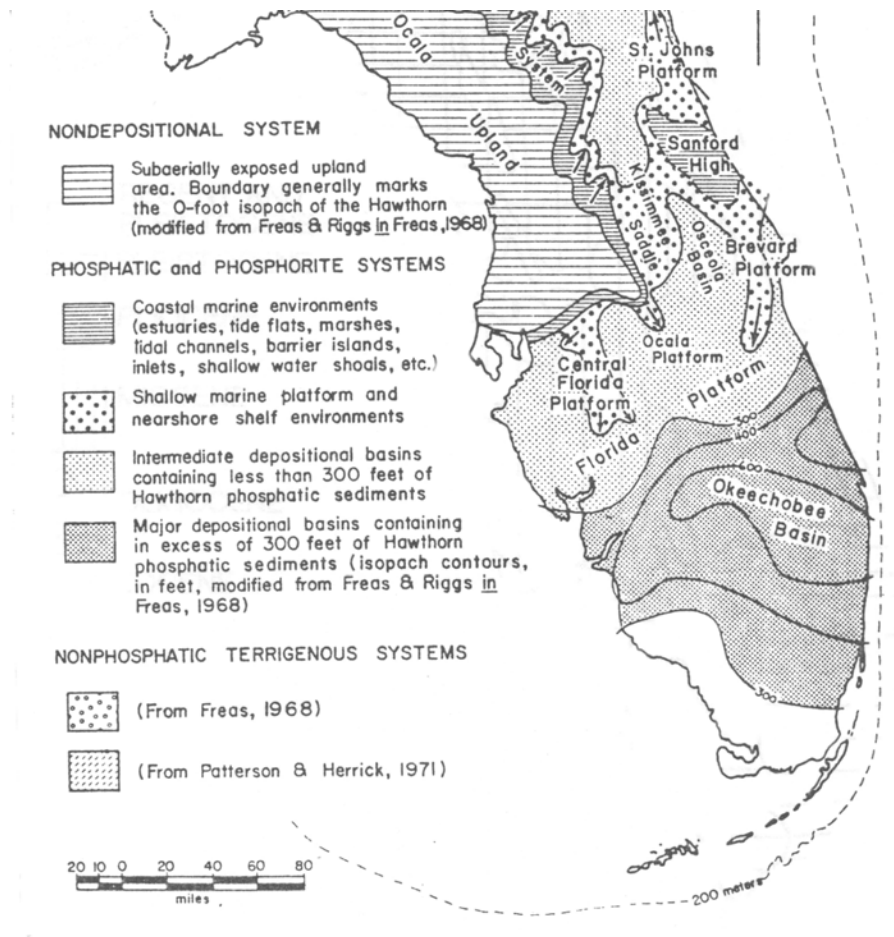 Ocala
System
Upland
St. Johns
Platform
Sanford
High
Kissimmee
Saddle
Osceola
Basin
Brevard
Platform
Ocala
Platform
Central
Florida
Platform
Florida Platform
300
400
600
Okeechobee
Basin
300
200 meters
NONDEPOSITIONAL SYSTEM
Subaerially exposed upland
area. Boundary generally marks
the 0-foot isopach of the Hawthorn
(modified from Freas & Riggs in Freas, 1968)
PHOSPHATIC and PHOSPHORITE SYSTEMS
Coastal marine environments
(estuaries, tide flats, marshes,
tidal channels, barrier islands,
inlets, shallow water shoals, etc.)
Shallow marine platform and
nearshore shelf environments
Intermediate depositional basins
containing less than 300 feet of
Hawthorn phosphatic sediments
Major depositional basins containing
in excess of 300 feet of Hawthorn
phosphatic sediments (isopach contours,
in feet, modified from Freas & Riggs in
Freas, 1968)
NONPHOSPHATIC TERRIGENOUS SYSTEMS
(From Freas, 1968)
(From Patterson & Herrick, 1971)
20 10 0 20 40 60 80
miles